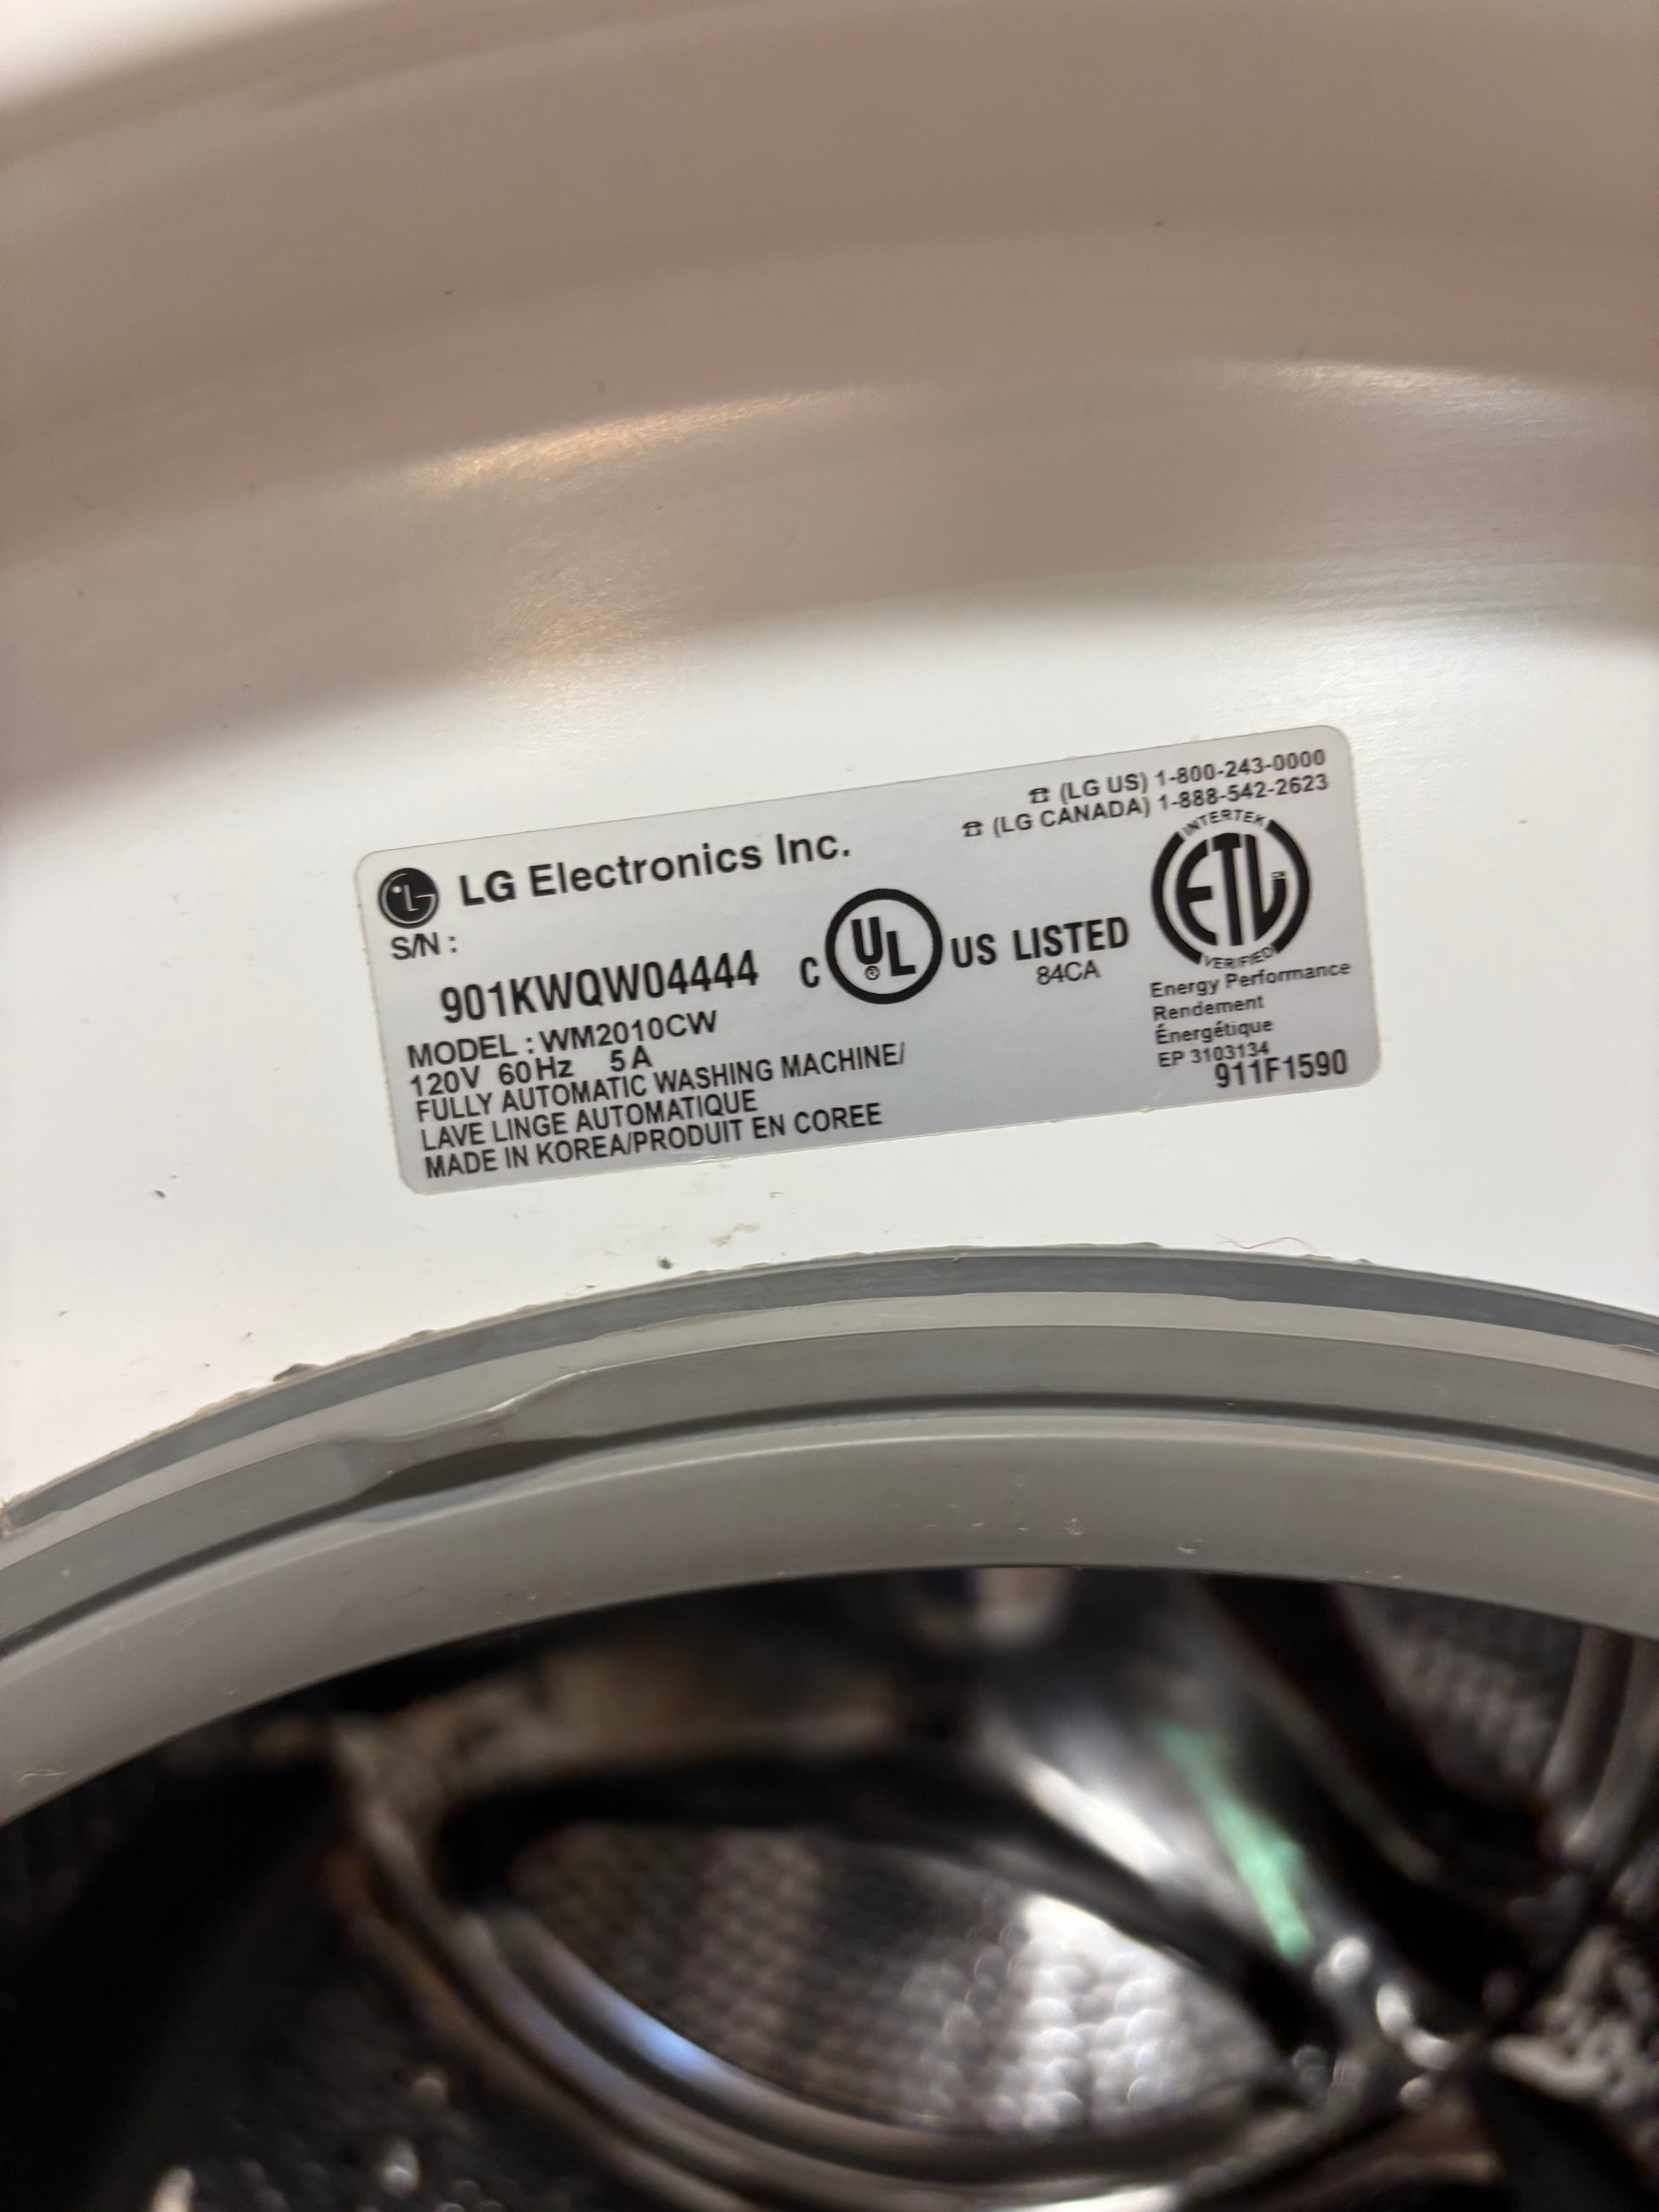 ☎ (LG US) 1-800-243-0000
☎ (LG CANADA) 1-888-542-2623
LG LG Electronics Inc.
S/N :
901KWQW04444
MODEL : WM2010CW
120V 60Hz 5A
FULLY AUTOMATIC WASHING MACHINE/
LAVE LINGE AUTOMATIQUE
MADE IN KOREA/PRODUIT EN COREE
C UL ® US LISTED
84CA
INTERTEK
ETL
VERIFIED
Energy Performance
Rendement
Énergétique
EP 3103134
911F1590